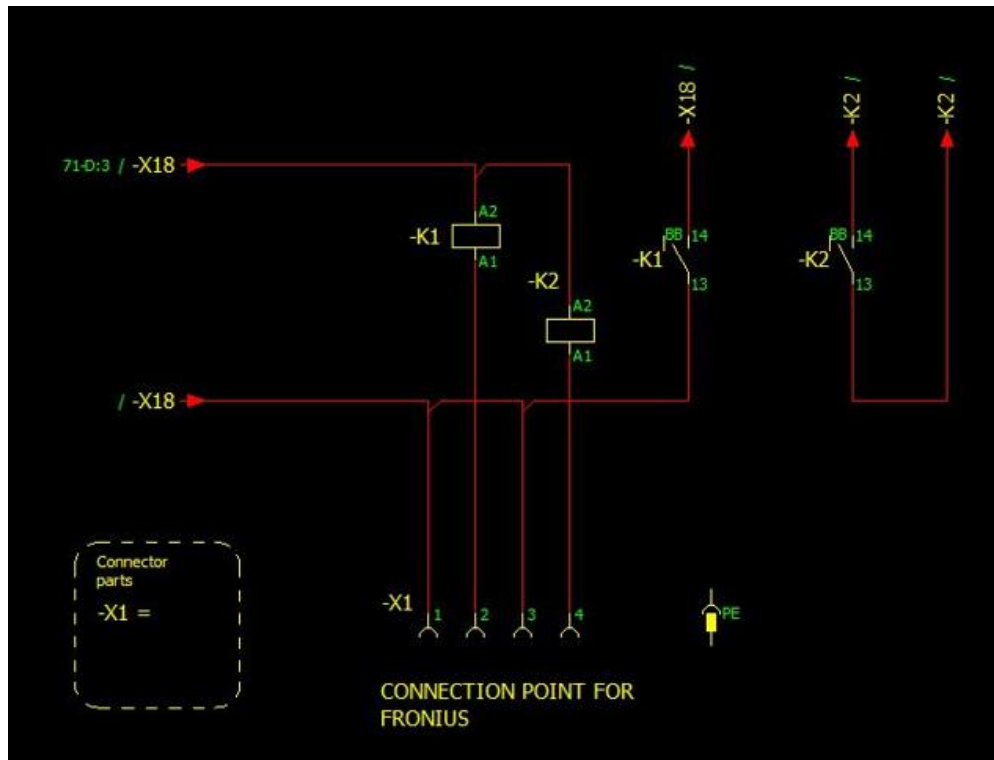 -X18 /
-K2 /
-K2 /
71-D:3 / -X18
A2
-K1
A1
-K2
A2
A1
BB 14
-K1
13
BB 14
-K2
13
/ -X18
Connector
parts
-X1 =
-X1
1
2
3
4
PE
CONNECTION POINT FOR
FRONIUS